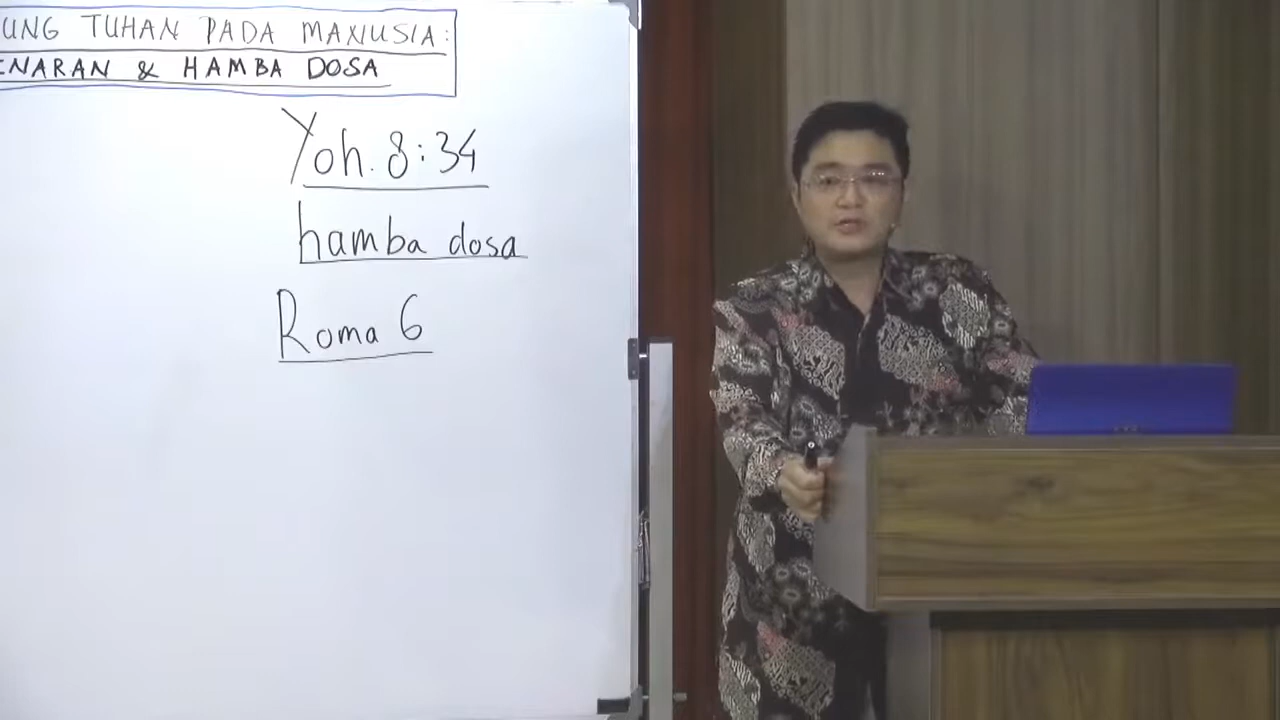 UNG TUHAN PADA MANUSIA:
ENARAN & HAMBA DOSA
Yoh. 8:34
hamba dosa
Roma 6